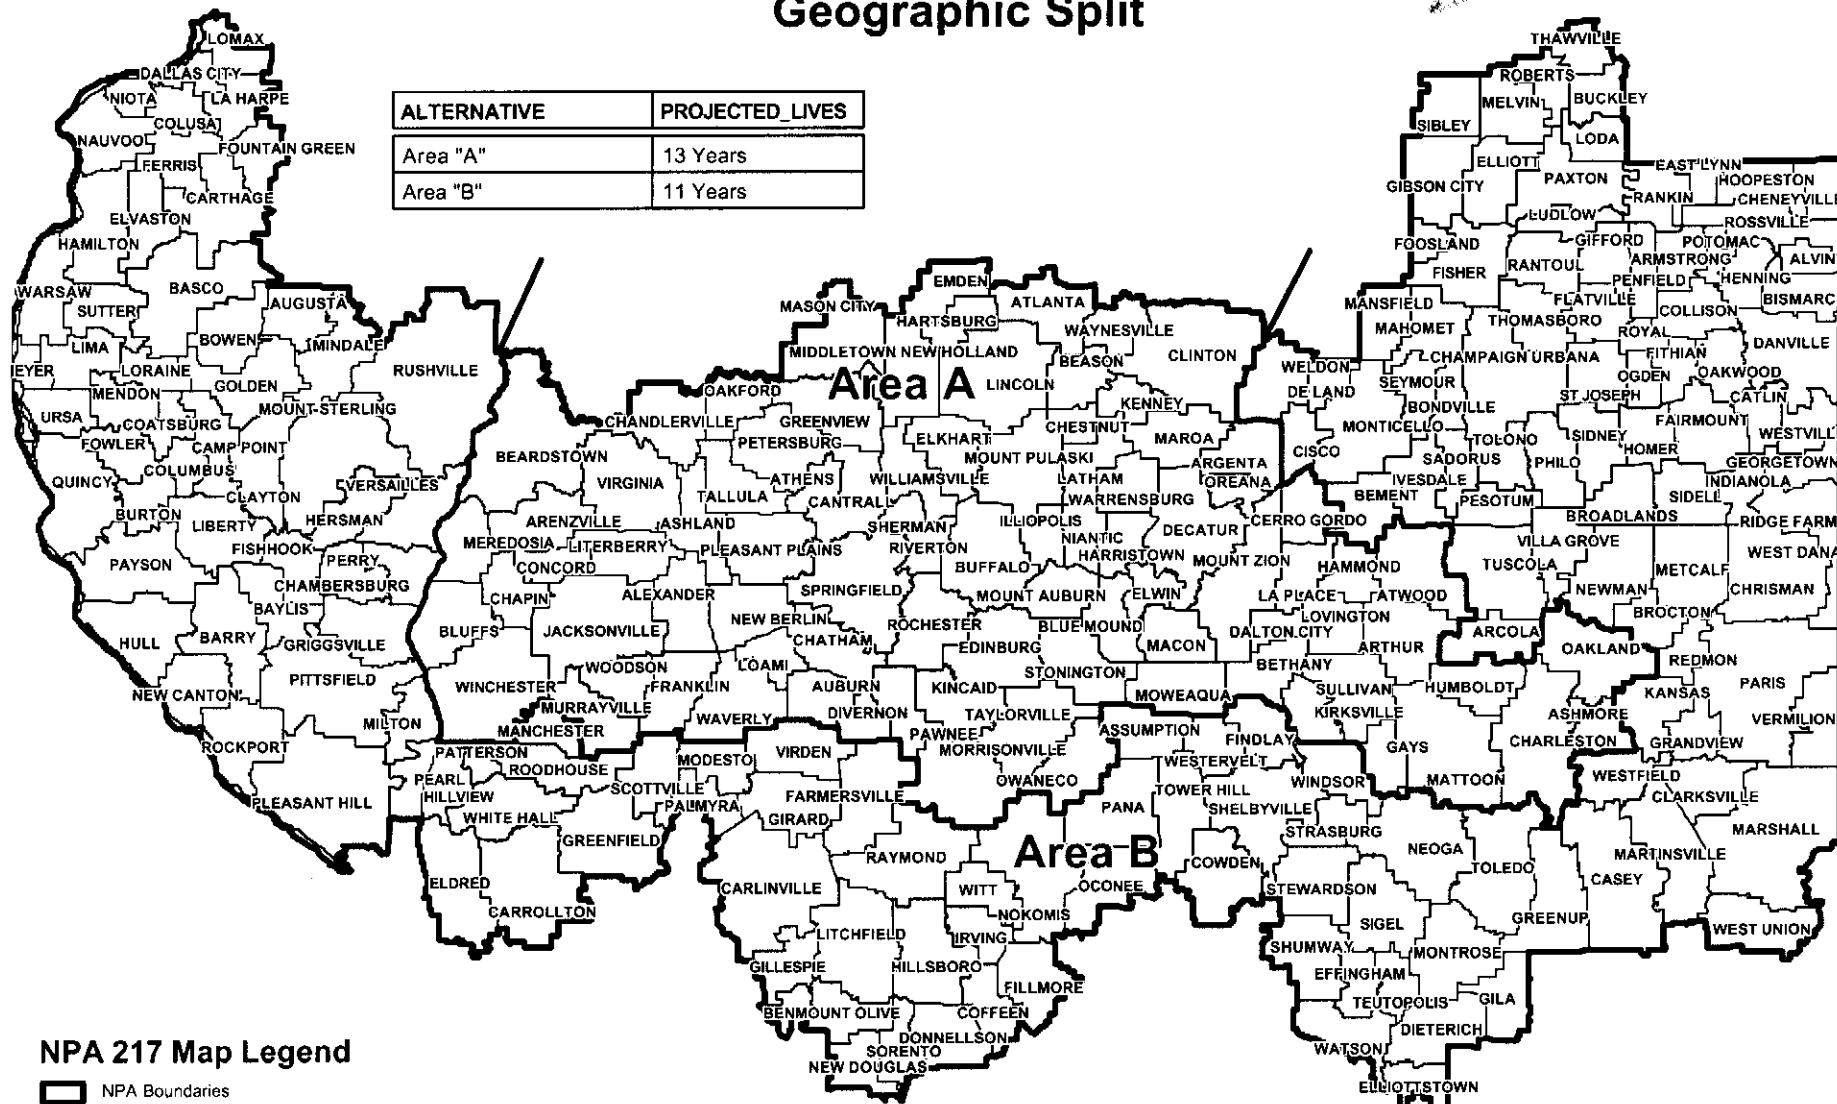 Geographic Split
LOMAX
THAWVILLE
DALLAS CITY
ROBERTS
NIOTA
LA HARPE
MELVIN
BUCKLEY
ALTERNATIVE PROJECTED_LIVES
COLUSA
SIBLEY
NAUVOO
FOUNTAIN GREEN
LODA
Area "A" 13 Years
FERRIS
ELLIOTT
EAST LYNN
Area "B" 11 Years
GIBSON CITY
PAXTON
HOOPESTON
CARTHAGE
RANKIN
CHENEYVILLE
ELVASTON
LUDLOW
ROSSVILLE
HAMILTON
FOOSLAND
GIFFORD
POTOMAC
FISHER
RANTOUL
ARMSTRONG
ALVIN
WARSAW
BASCO
EMDEN
PENFIELD
HENNING
SUTTER
AUGUSTA
MASON CITY
ATLANTA
MANSFIELD
FLATVILLE
BISMARC
HARTSBURG
WAYNESVILLE
MAHOMET
THOMASBORO
COLLISON
LIMA
BOWEN
MINDALE
ROYAL
MIDDLETOWN NEW HOLLAND
BEASON
CLINTON
CHAMPAIGN URBANA
FITHIAN
DANVILLE
EYER
LORAINE
RUSHVILLE
WELDON
OGDEN
OAKWOOD
MENDON
GOLDEN
OAKFORD
Area A
LINCOLN
DE LAND
SEYMOUR
ST JOSEPH
CATLIN
URSA
COATSBURG
MOUNT STERLING
CHANDLERVILLE
GREENVIEW
KENNEY
BONDVILLE
FAIRMOUNT
FOWLER
CAMP POINT
PETERSBURG
ELKHART
CHESTNUT
MAROA
MONTICELLO
TOLONO
SIDNEY
WESTVILL
BEARDSTOWN
MOUNT PULASKI
CISCO
SADORUS
PHILO
HOMER
GEORGETOWN
QUINCY
COLUMBUS
VERSAILLES
VIRGINIA
ATHENS
WILLIAMSVILLE
LATHAM
ARGENTA
OREANA
IVESDALE
INDIANOLA
CLAYTON
TALLULA
CANTRALL
WARRENSBURG
BEMENT
PESOTUM
SIDELL
BURTON
LIBERTY
HERSMAN
ARENZVILLE
ASHLAND
SHERMAN
ILLIOPOLIS
DECATUR
CERRO GORDO
BROADLANDS
RIDGE FARM
FISHHOOK
MEREDOSIA
LITERBERRY
PLEASANT PLAINS
RIVERTON
NIANTIC
HARRISTOWN
MOUNT ZION
VILLA GROVE
WEST DANA
PAYSON
PERRY
CONCORD
BUFFALO
HAMMOND
TUSCOLA
METCALF
CHAMBERSBURG
CHAPIN
ALEXANDER
SPRINGFIELD
MOUNT AUBURN
ELWIN
LA PLACE
ATWOOD
NEWMAN
CHRISMAN
BAYLIS
NEW BERLIN
ROCHESTER
BLUE MOUND
LOVINGTON
BROCTON
HULL
BARRY
GRIGGSVILLE
BLUFFS
JACKSONVILLE
CHATHAM
EDINBURG
MACON
DALTON CITY
ARTHUR
ARCOLA
OAKLAND
REDMON
WOODSON
LOAMI
STONINGTON
BETHANY
PITTSFIELD
PARIS
NEW CANTON
WINCHESTER
FRANKLIN
AUBURN
KINCAID
MOWEAQUA
SULLIVAN
HUMBOLDT
KANSAS
MURRAYVILLE
WAVERLY
DIVERNON
TAYLORVILLE
KIRKSVILLE
ASHMORE
VERMILION
MILTON
MANCHESTER
PAWNEE
ASSUMPTION
FINDLAY
CHARLESTON
GRANDVIEW
ROCKPORT
PATTERSON
MODESTO
VIRDEN
MORRISONVILLE
WESTERVELT
GAYS
ROODHOUSE
PEARL
HILLVIEW
SCOTTVILLE
OWANECO
TOWER HILL
WINDSOR
MATTOON
WESTFIELD
PLEASANT HILL
PALMYRA
FARMERSVILLE
PANA
SHELBYVILLE
CLARKSVILLE
WHITE HALL
GIRARD
STRASBURG
MARSHALL
GREENFIELD
RAYMOND
Area B
COWDEN
NEOGA
TOLEDO
MARTINSVILLE
ELDRED
CARLINVILLE
WITT
OCONEE
STEWARDSON
CASEY
CARROLLTON
NOKOMIS
SIGEL
GREENUP
WEST UNION
LITCHFIELD
IRVING
SHUMWAY
MONTROSE
GILLESPIE
HILLSBORO
EFFINGHAM
FILLMORE
TEUTOPOLIS
GILA
BENMOUNT OLIVE
COFFEEN
DIETERICH
DONNELLSON
SORENTO
WATSON
NEW DOUGLAS
ELLIOTTSTOWN
NPA 217 Map Legend
NPA Boundaries